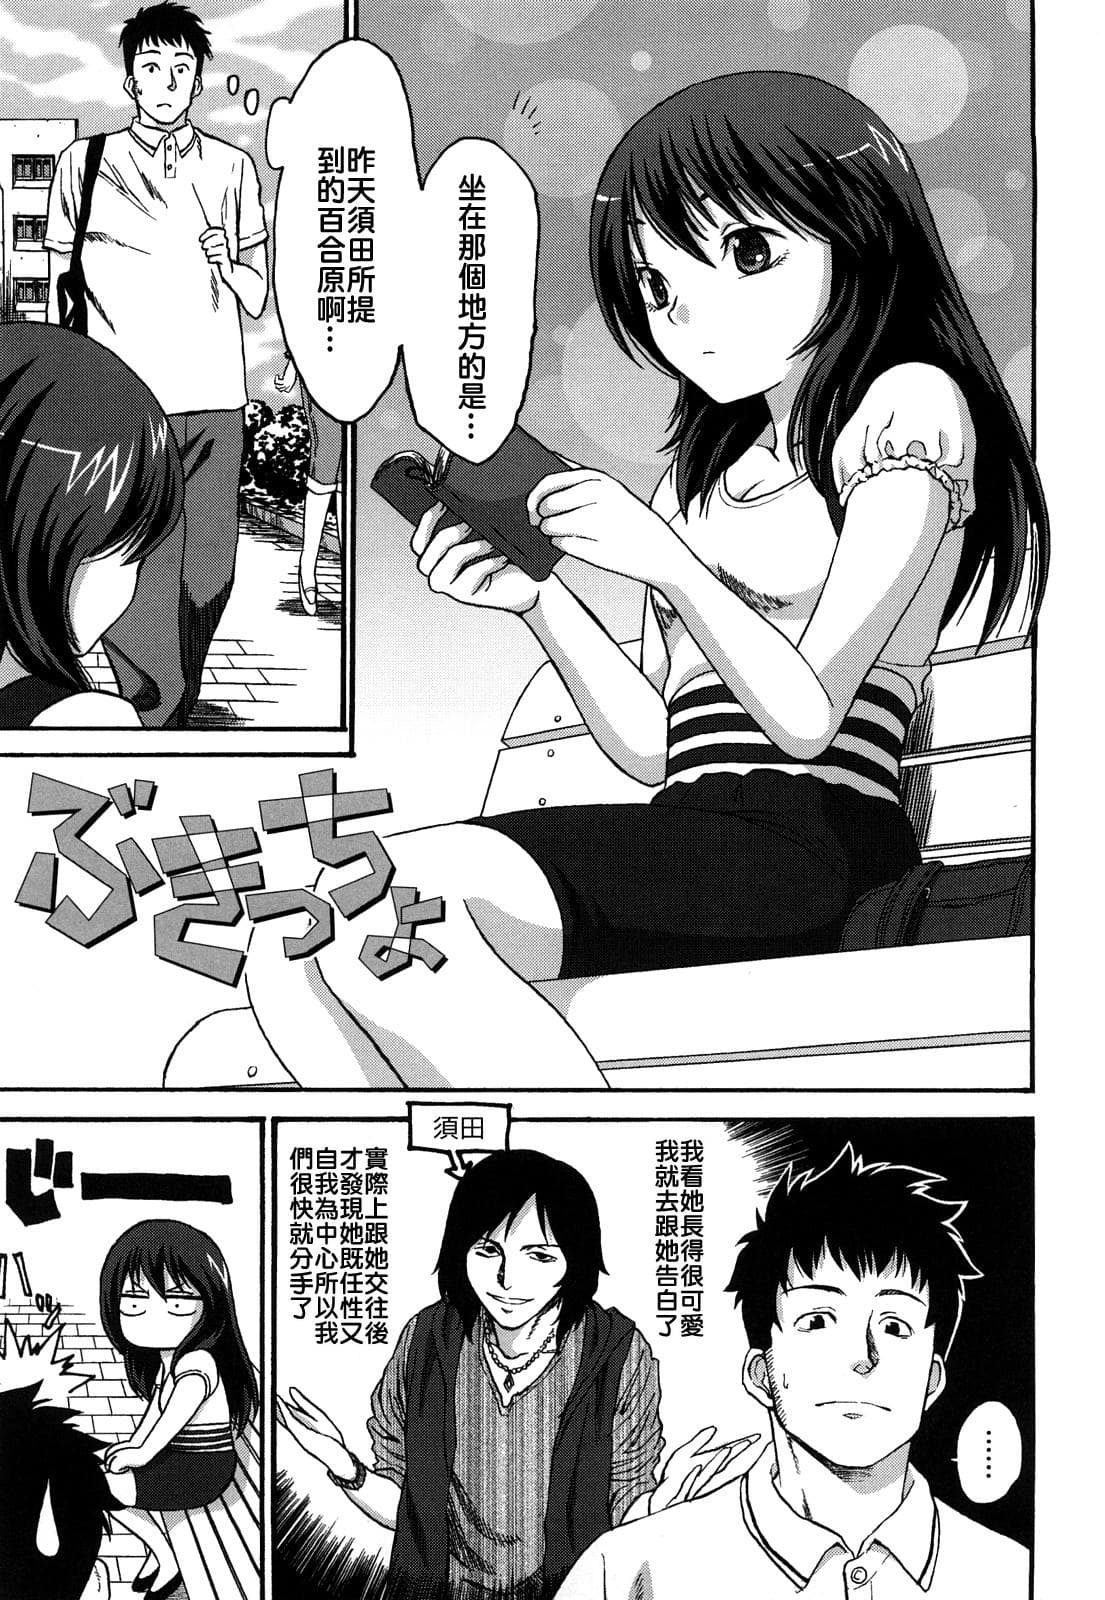 坐在那個地方的是…
昨天須田所提
到的百合原啊…
ぶきっちょ
我看她長得很可愛
我就去跟她告白了
……
須田
實際上跟她交往後
才發現她既任性又
自我為中心所以我
們很快就分手了
じー